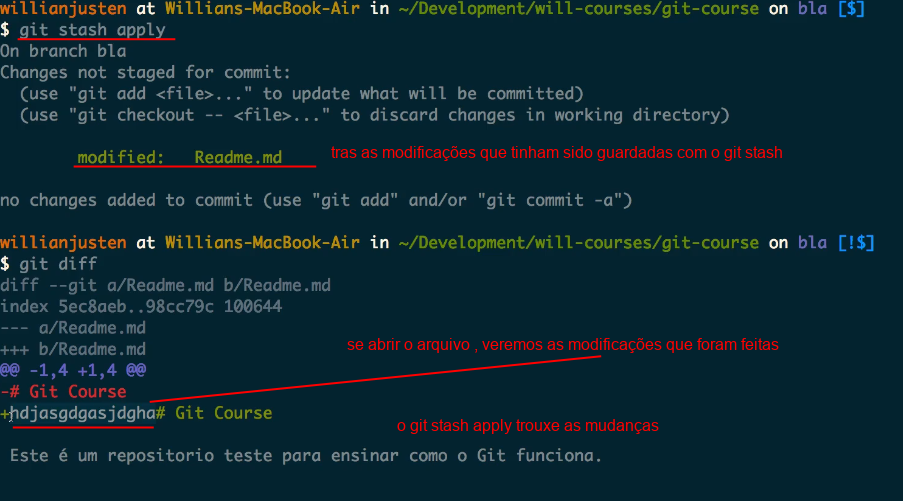 willianjusten at Willians-MacBook-Air in ~/Development/will-courses/git-course on bla [$]
$ git stash apply
On branch bla
Changes not staged for commit:
  (use "git add <file>..." to update what will be committed)
  (use "git checkout -- <file>..." to discard changes in working directory)
modified:   Readme.md
tras as modificações que tinham sido guardadas com o git stash
no changes added to commit (use "git add" and/or "git commit -a")
willianjusten at Willians-MacBook-Air in ~/Development/will-courses/git-course on bla [!$]
$ git diff
diff --git a/Readme.md b/Readme.md
index 5ec8aeb..98cc79c 100644
--- a/Readme.md
+++ b/Readme.md
se abrir o arquivo , veremos as modificações que foram feitas
@@ -1,4 +1,4 @@
-# Git Course
+hdjasgdgasjdgha# Git Course
o git stash apply trouxe as mudanças
Este é um repositorio teste para ensinar como o Git funciona.